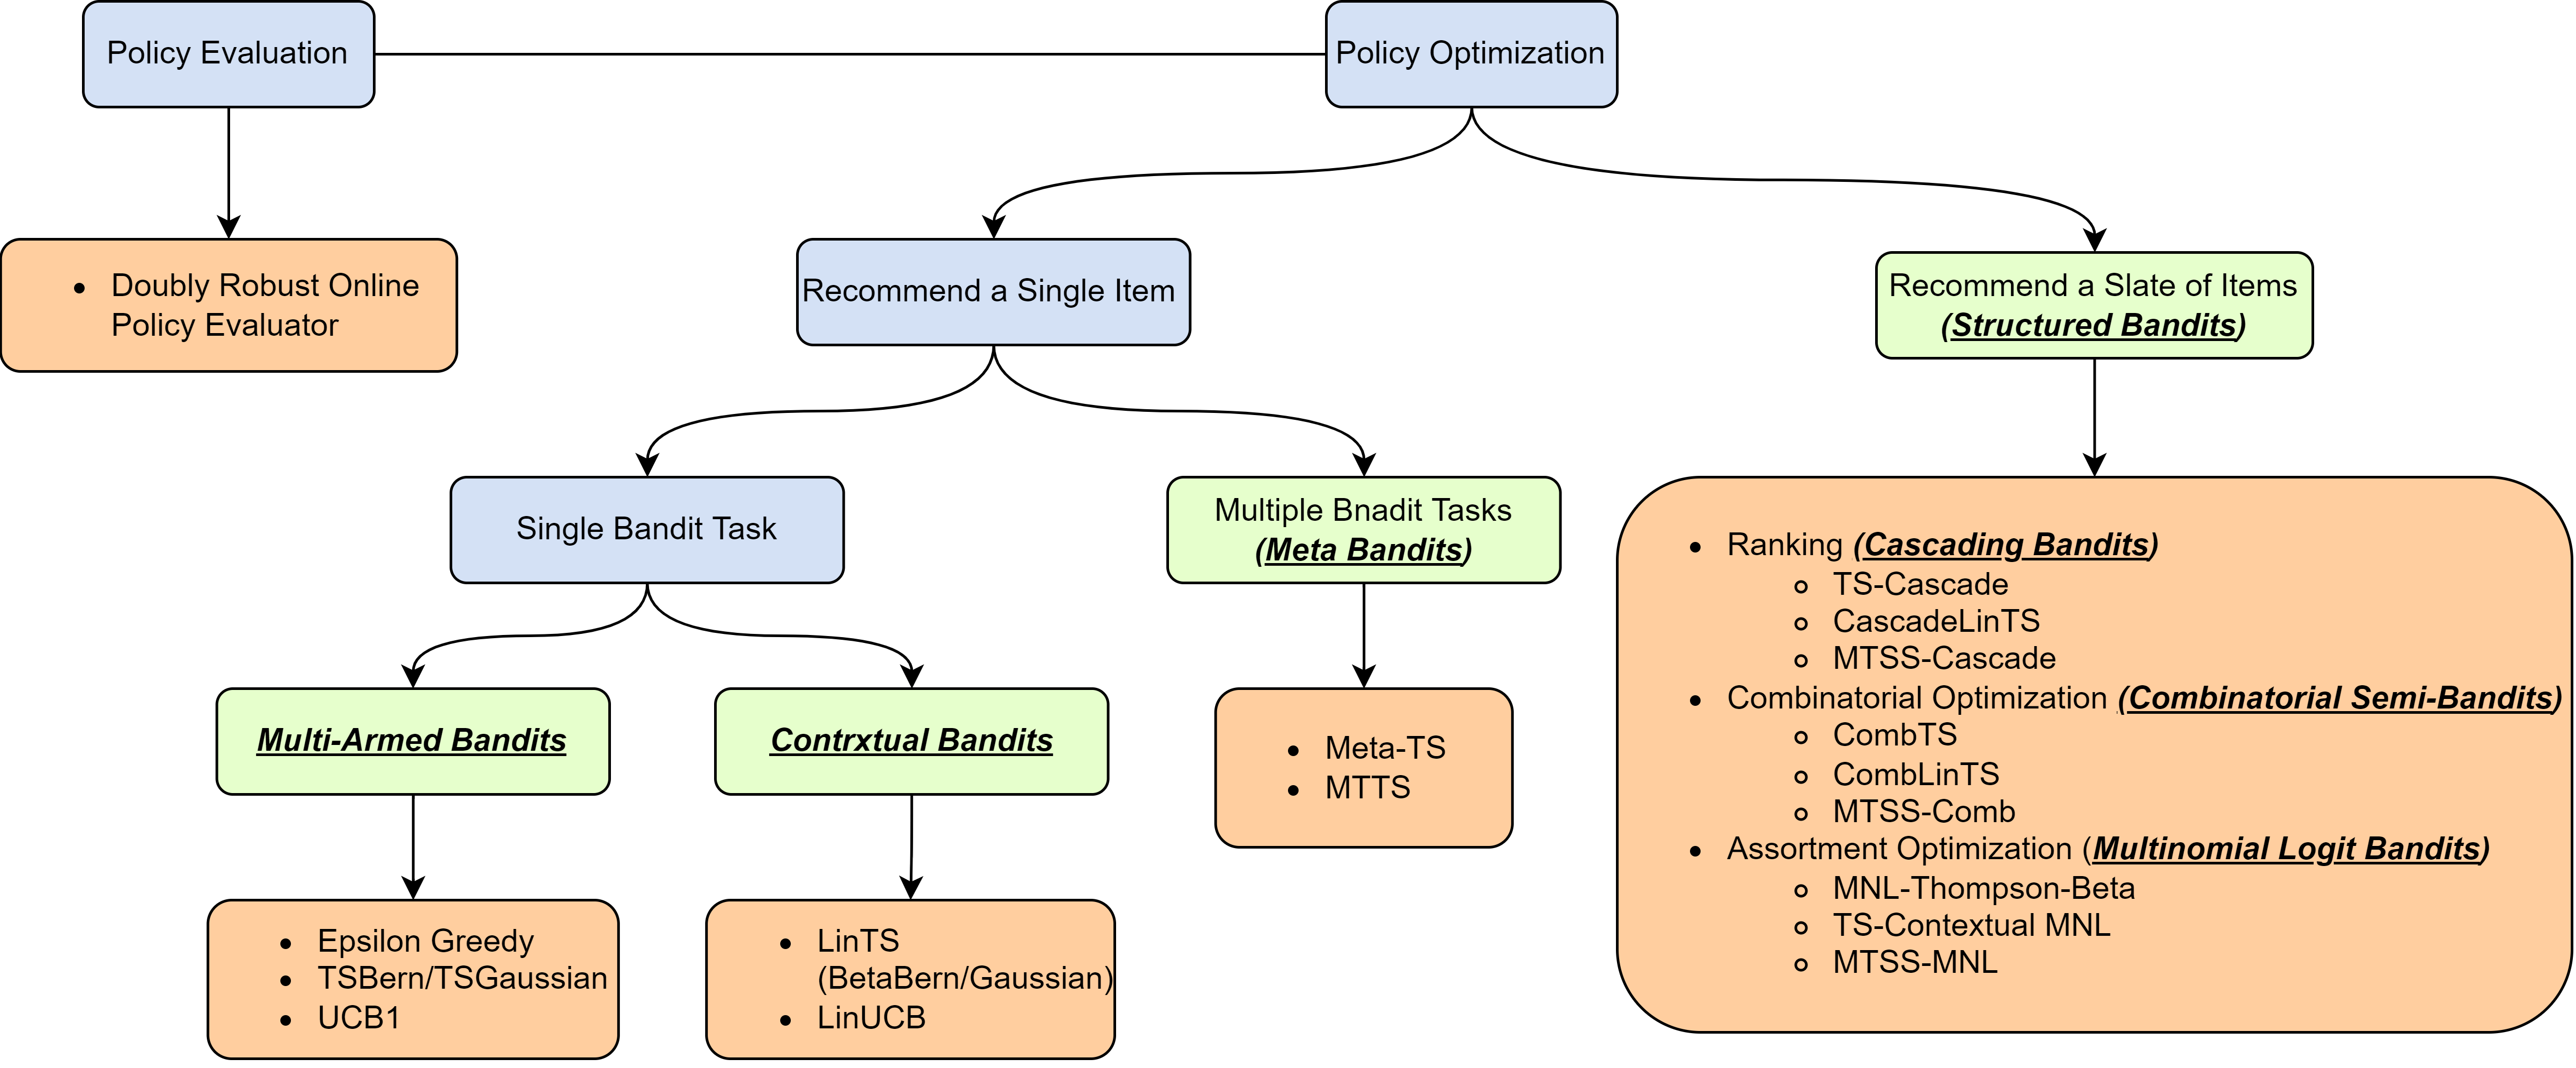 Policy Evaluation
Policy Optimization
Doubly Robust Online
Policy Evaluator
Recommend a Single Item
Recommend a Slate of Items
(Structured Bandits)
Single Bandit Task
Multiple Bnadit Tasks
(Meta Bandits)
Multi-Armed Bandits
Contrxtual Bandits
Meta-TS
MTTS
Epsilon Greedy
TSBern/TSGaussian
UCB1
LinTS
(BetaBern/Gaussian)
LinUCB
Ranking (Cascading Bandits)
TS-Cascade
CascadeLinTS
MTSS-Cascade
Combinatorial Optimization (Combinatorial Semi-Bandits)
CombTS
CombLinTS
MTSS-Comb
Assortment Optimization (Multinomial Logit Bandits)
MNL-Thompson-Beta
TS-Contextual MNL
MTSS-MNL